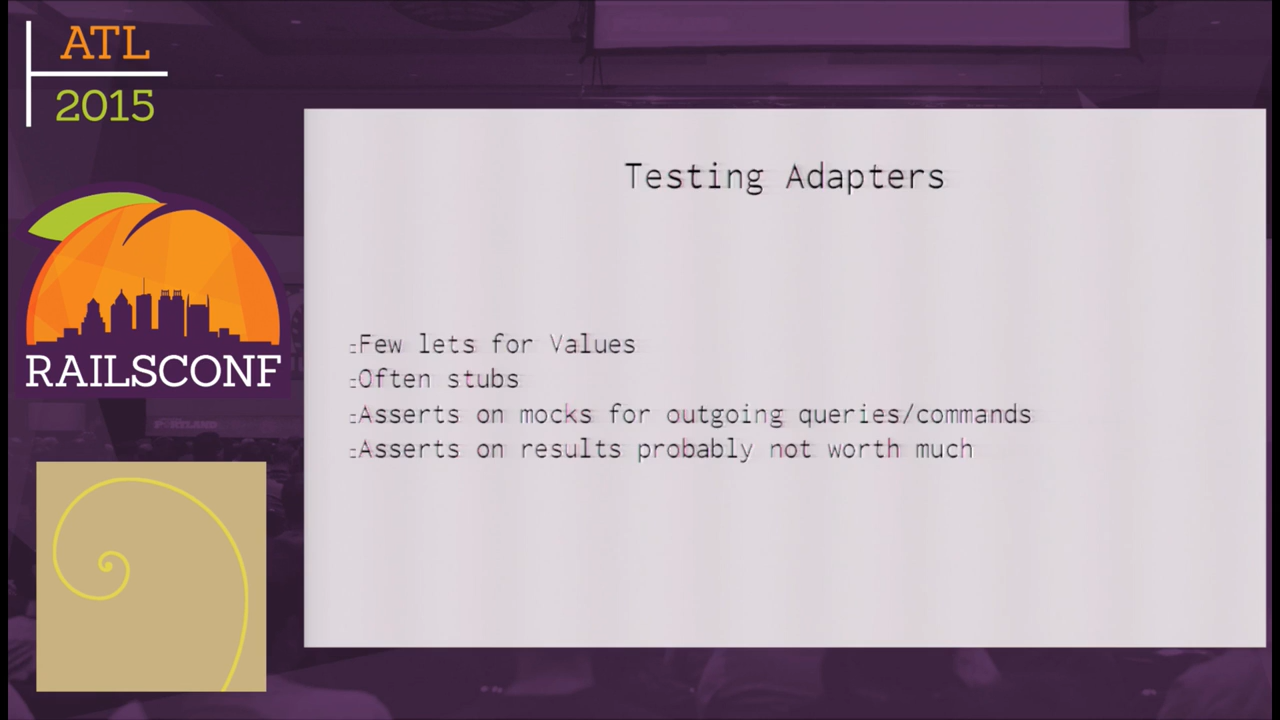 ATL
2015
RAILSCONF
PORTLAND
Testing Adapters
Few lets for Values
Often stubs
Asserts on mocks for outgoing queries/commands
Asserts on results probably not worth much